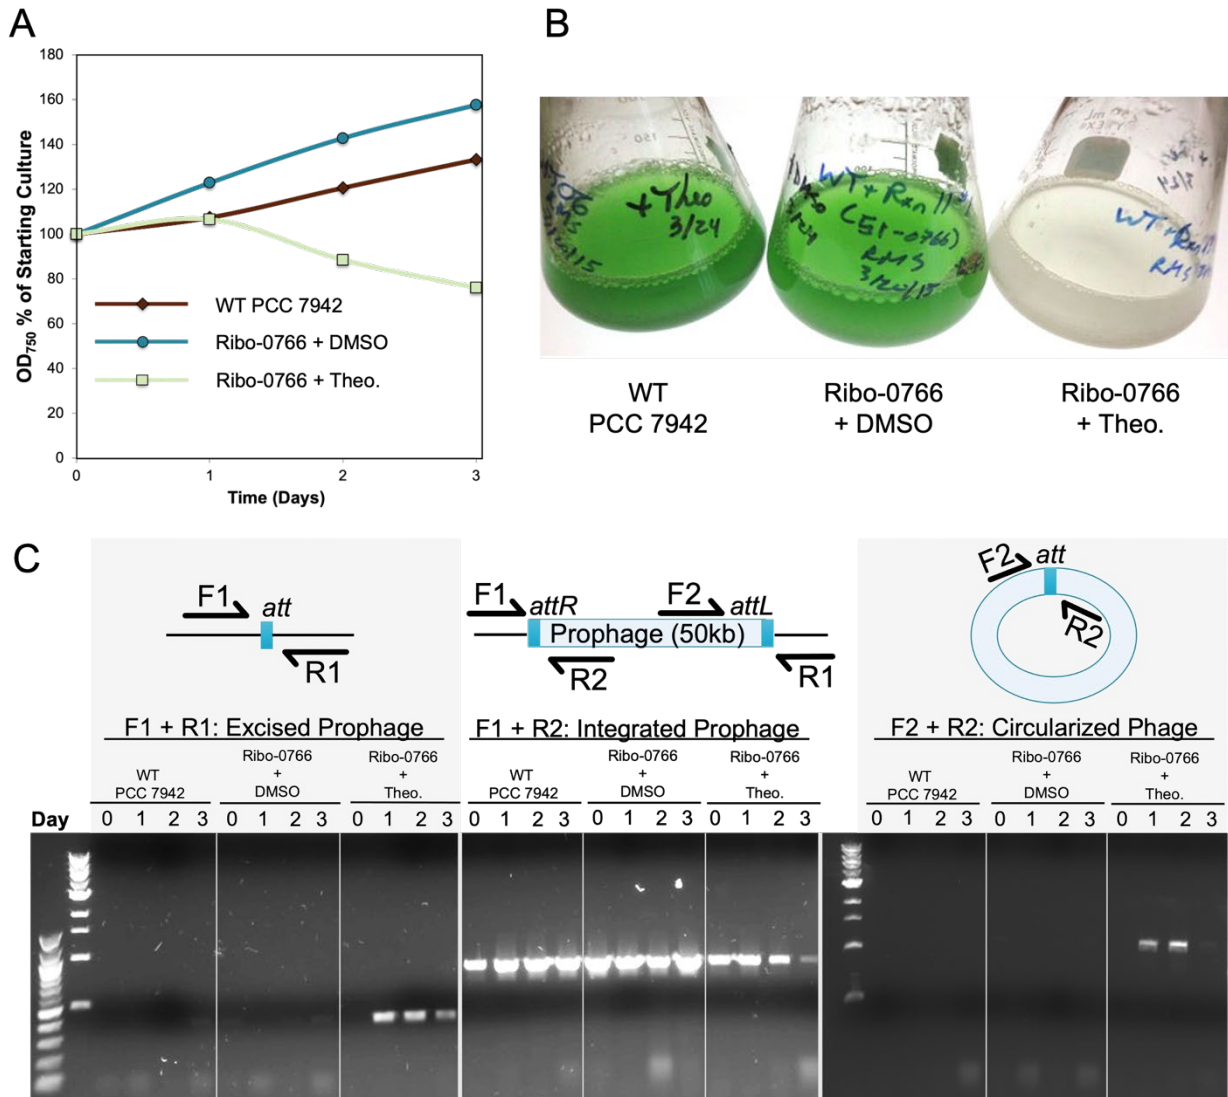 A
180
160
140
120
100
80
60
40
20
0
OD750 % of Starting Culture
WT PCC 7942
Ribo-0766 + DMSO
Ribo-0766 + Theo.
0 1 2 3
Time (Days)
B
+ Theo
3/24
WT + Rxn 11
(51-0766)
RMS
3/20/15
WT + Rxn
RMS
WT
PCC 7942
Ribo-0766
+ DMSO
Ribo-0766
+ Theo.
C
F1
att
R1
F1
attR
F2
attL
Prophage (50kb)
R2
R1
F2
att
R2
F1 + R1: Excised Prophage
WT
PCC 7942
Ribo-0766
+
DMSO
Ribo-0766
+
Theo.
F1 + R2: Integrated Prophage
WT
PCC 7942
Ribo-0766
+
DMSO
Ribo-0766
+
Theo.
F2 + R2: Circularized Phage
WT
PCC 7942
Ribo-0766
+
DMSO
Ribo-0766
+
Theo.
Day
0 1 2 3 0 1 2 3 0 1 2 3 0 1 2 3 0 1 2 3 0 1 2 3 0 1 2 3 0 1 2 3 0 1 2 3